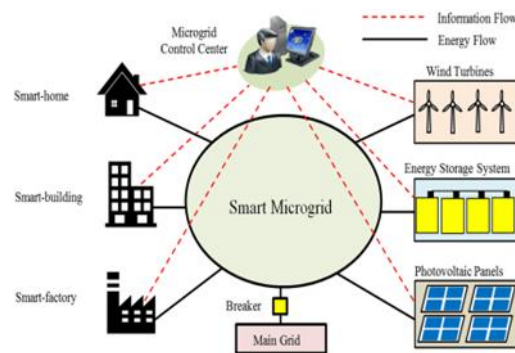 Microgrid
Control Center
Information Flow
Energy Flow
Smart-home
Wind Turbines
Smart-building
Smart Microgrid
Energy Storage System
Smart-factory
Breaker
Photovoltaic Panels
Main Grid